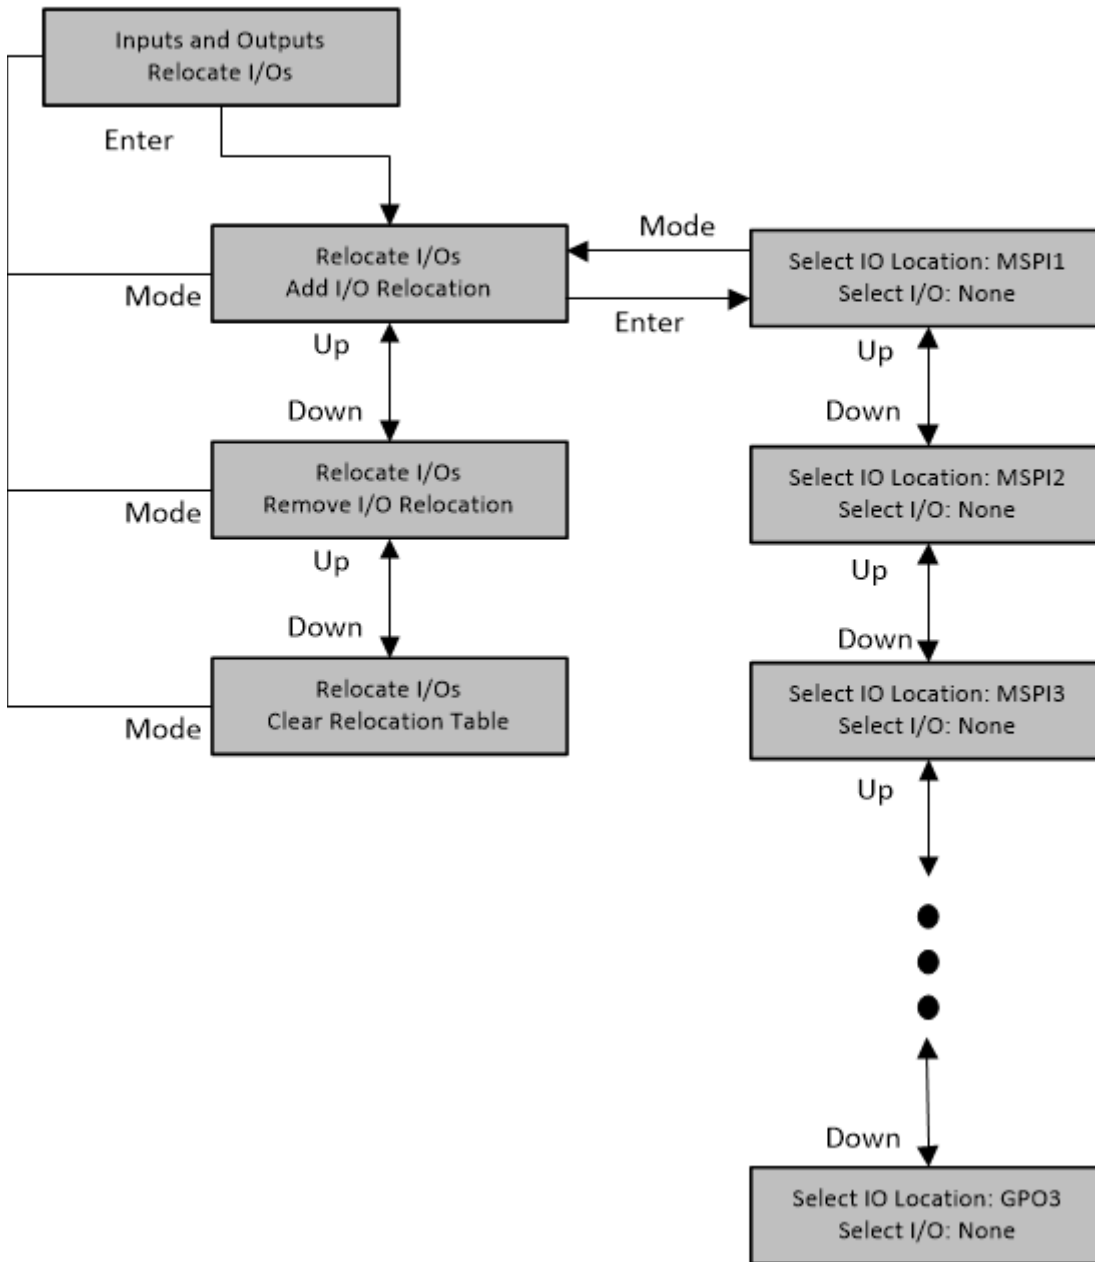 Inputs and Outputs
Relocate I/Os
Enter
Relocate I/Os
Add I/O Relocation
Mode
Mode
Enter
Select IO Location: MSPI1
Select I/O: None
Up
Down
Up
Down
Relocate I/Os
Remove I/O Relocation
Mode
Select IO Location: MSPI2
Select I/O: None
Up
Down
Up
Down
Relocate I/Os
Clear Relocation Table
Mode
Select IO Location: MSPI3
Select I/O: None
Up
Down
Select IO Location: GPO3
Select I/O: None